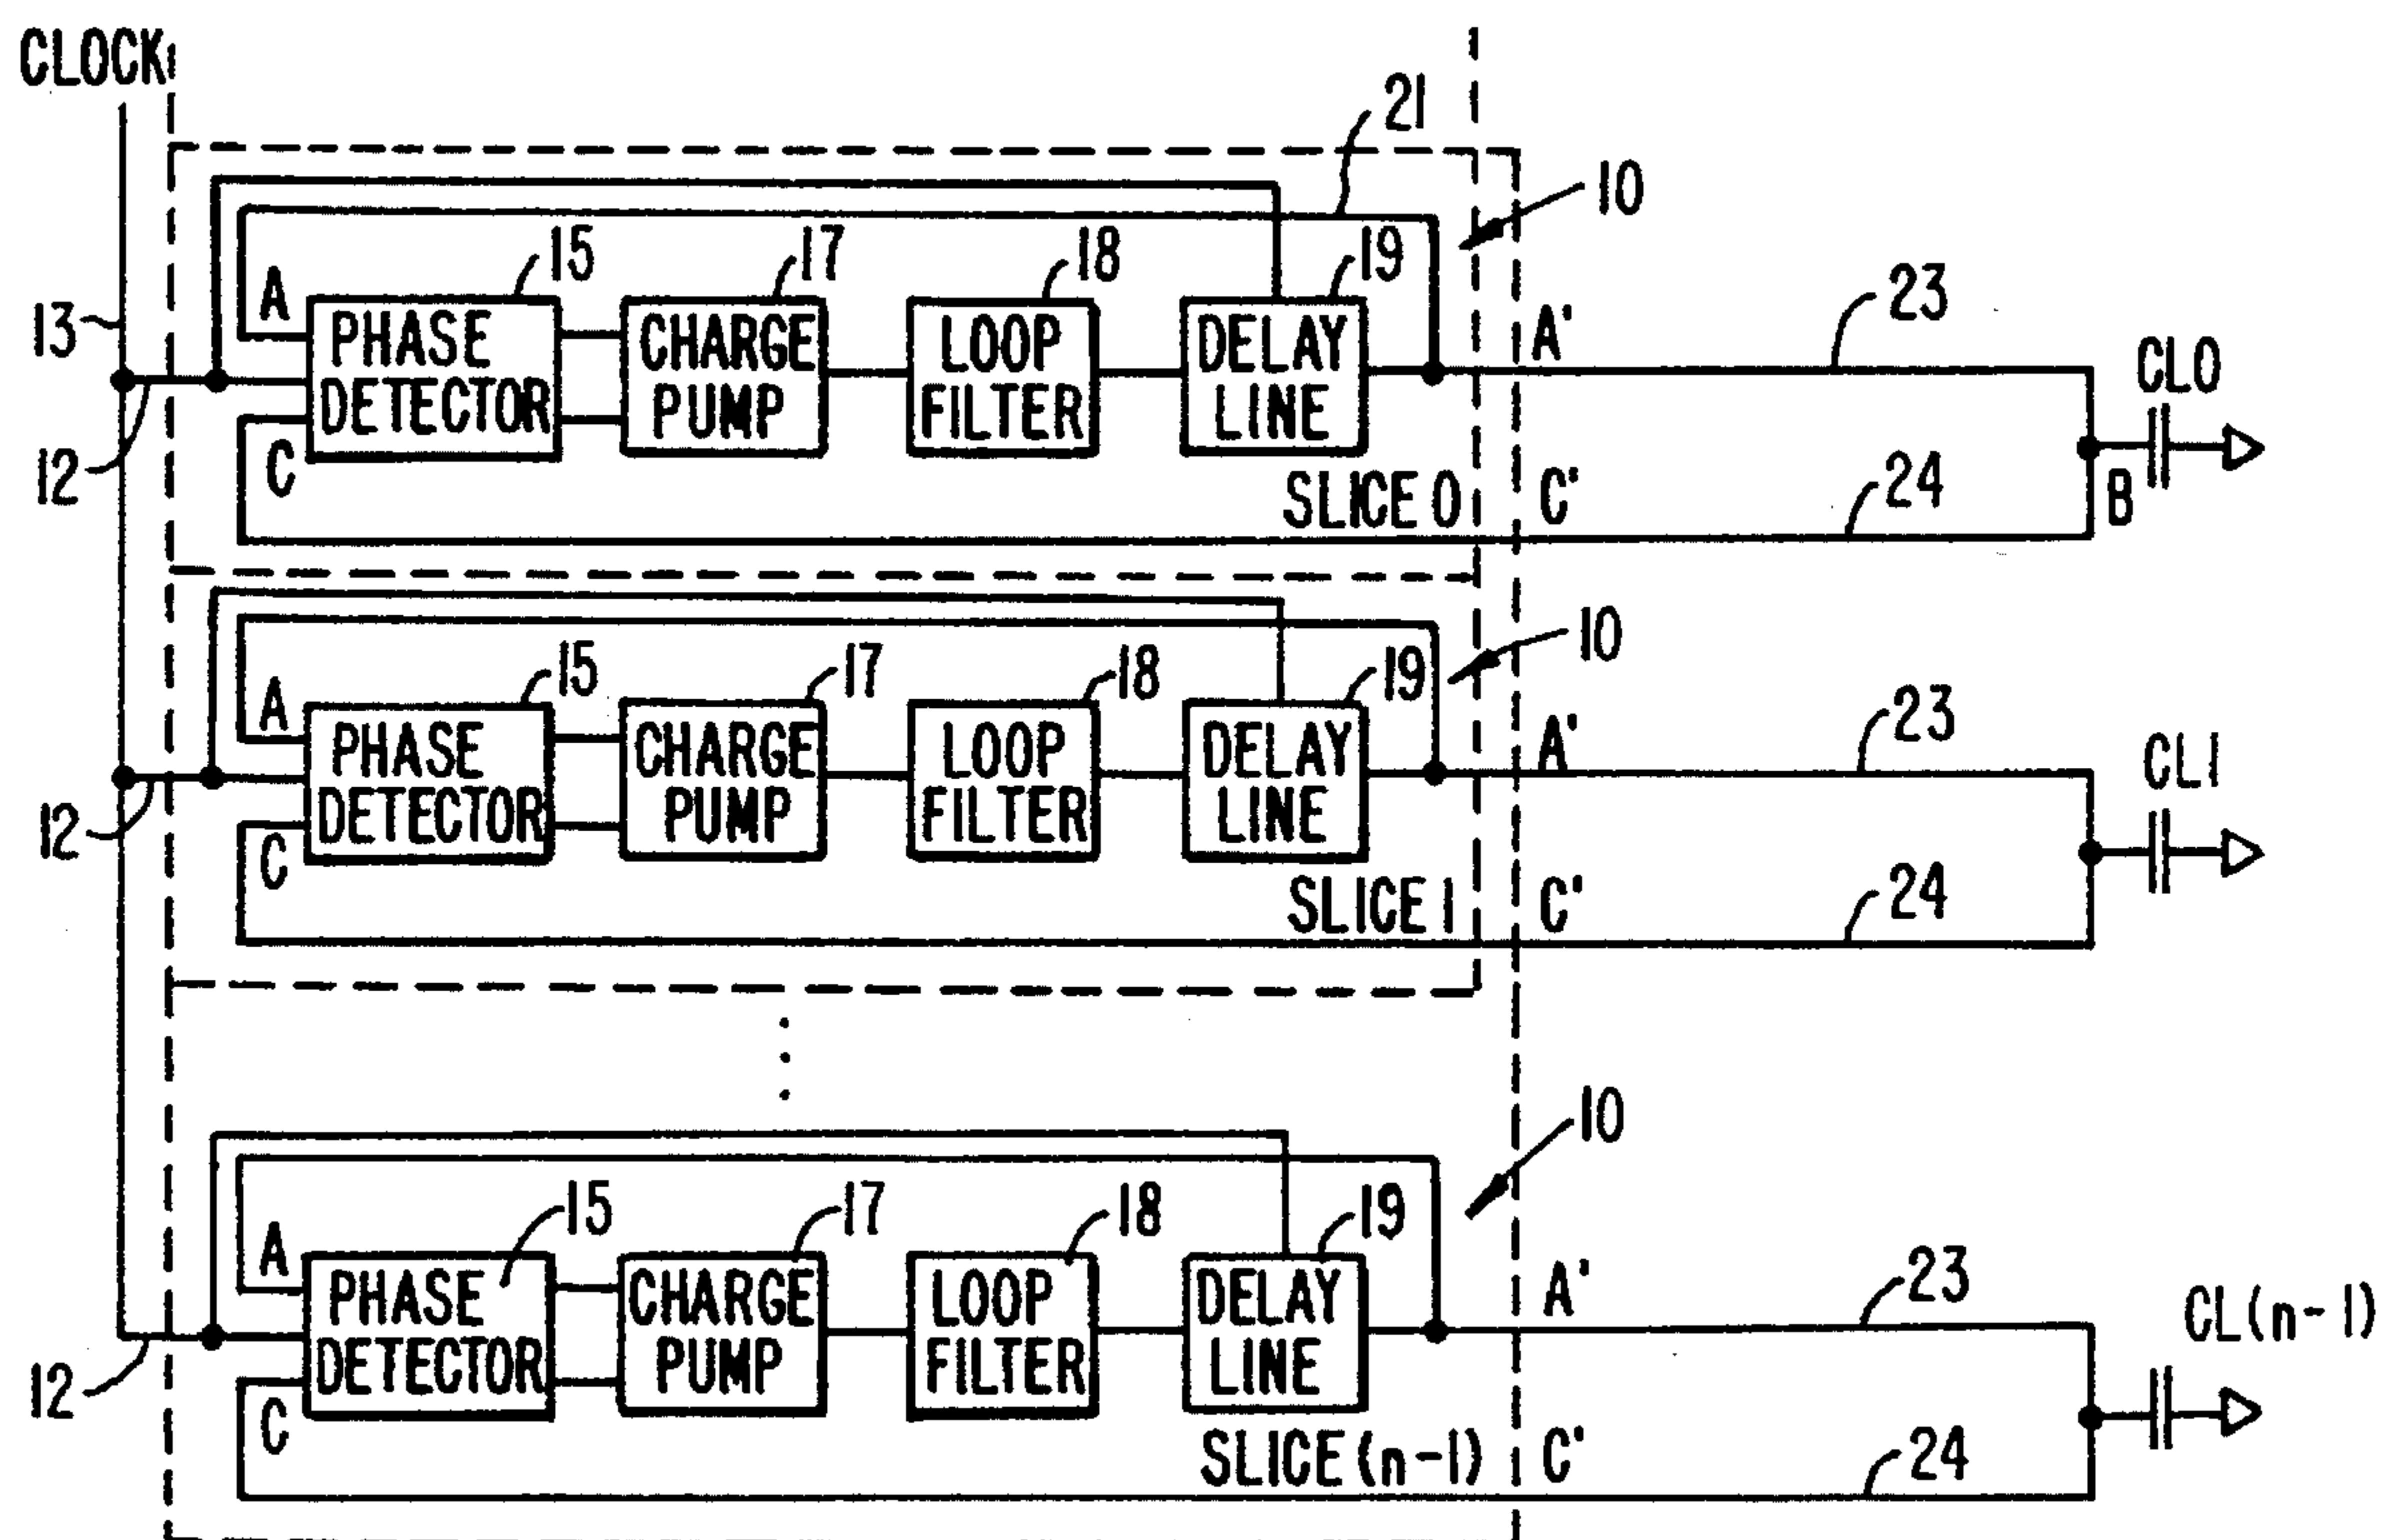 CLOCK
21
10
15
17
18
19
A
13
PHASE
DETECTOR
CHARGE
PUMP
LOOP
FILTER
DELAY
LINE
A'
23
CL0
12
C
SLICE 0
C'
24
B
10
15
17
18
19
A
PHASE
DETECTOR
CHARGE
PUMP
LOOP
FILTER
DELAY
LINE
A'
23
CL1
12
C
SLICE 1
C'
24
10
15
17
18
19
A
PHASE
DETECTOR
CHARGE
PUMP
LOOP
FILTER
DELAY
LINE
A'
23
CL(n-1)
12
C
SLICE (n-1)
C'
24